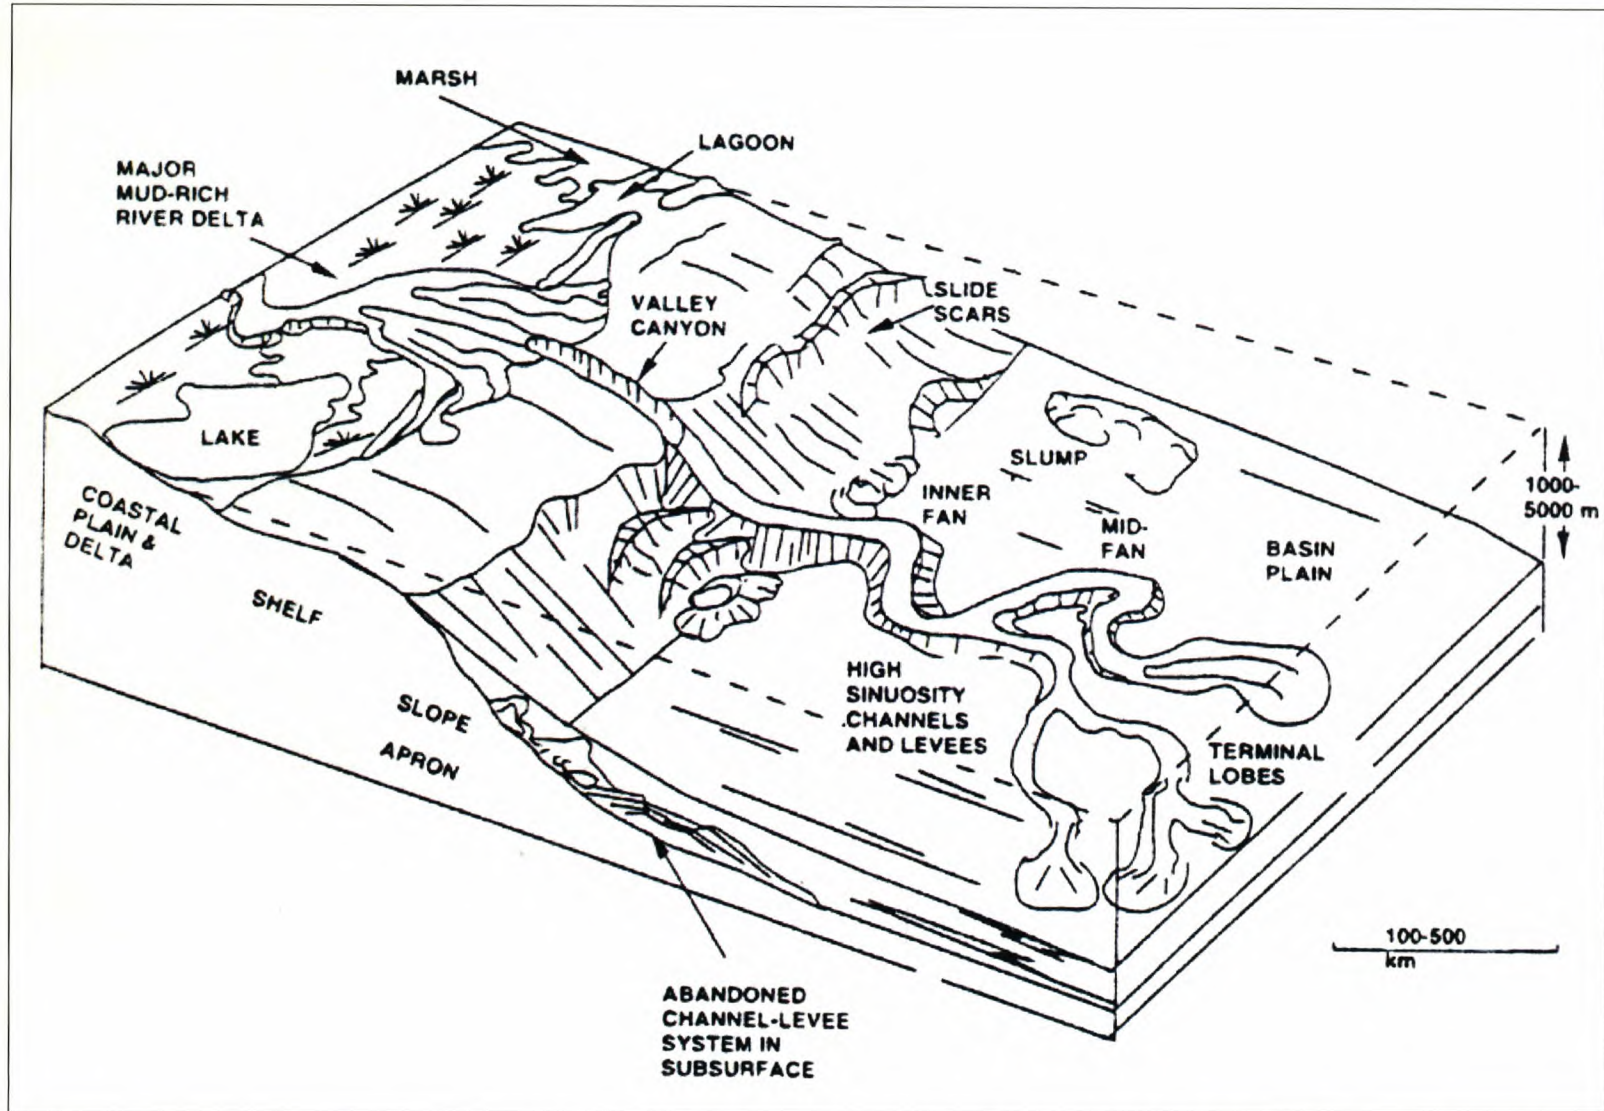 MARSH
LAGOON
MAJOR
MUD-RICH
RIVER DELTA
VALLEY
CANYON
SLIDE
SCARS
LAKE
COASTAL
PLAIN &
DELTA
SHELF
SLOPE
APRON
INNER
FAN
SLUMP
MID-
FAN
BASIN
PLAIN
1000-
5000 m
HIGH
SINUOSITY
CHANNELS
AND LEVEES
TERMINAL
LOBES
100-500
km
ABANDONED
CHANNEL-LEVEE
SYSTEM IN
SUBSURFACE